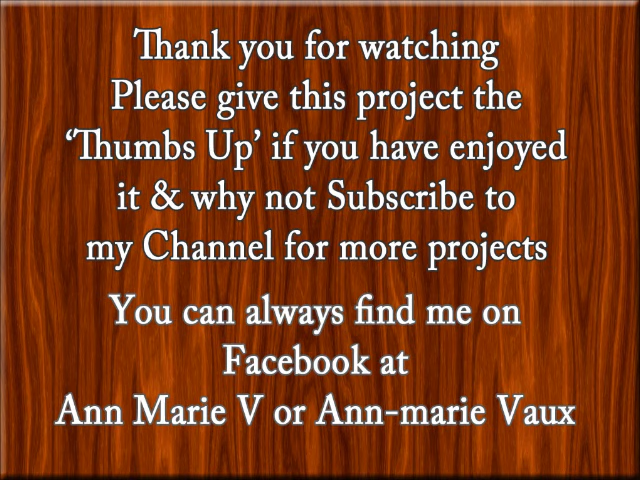 Thank you for watching
Please give this project the
‘Thumbs Up’ if you have enjoyed
it & why not Subscribe to
my Channel for more projects
You can always find me on
Facebook at
Ann Marie V or Ann-marie Vaux